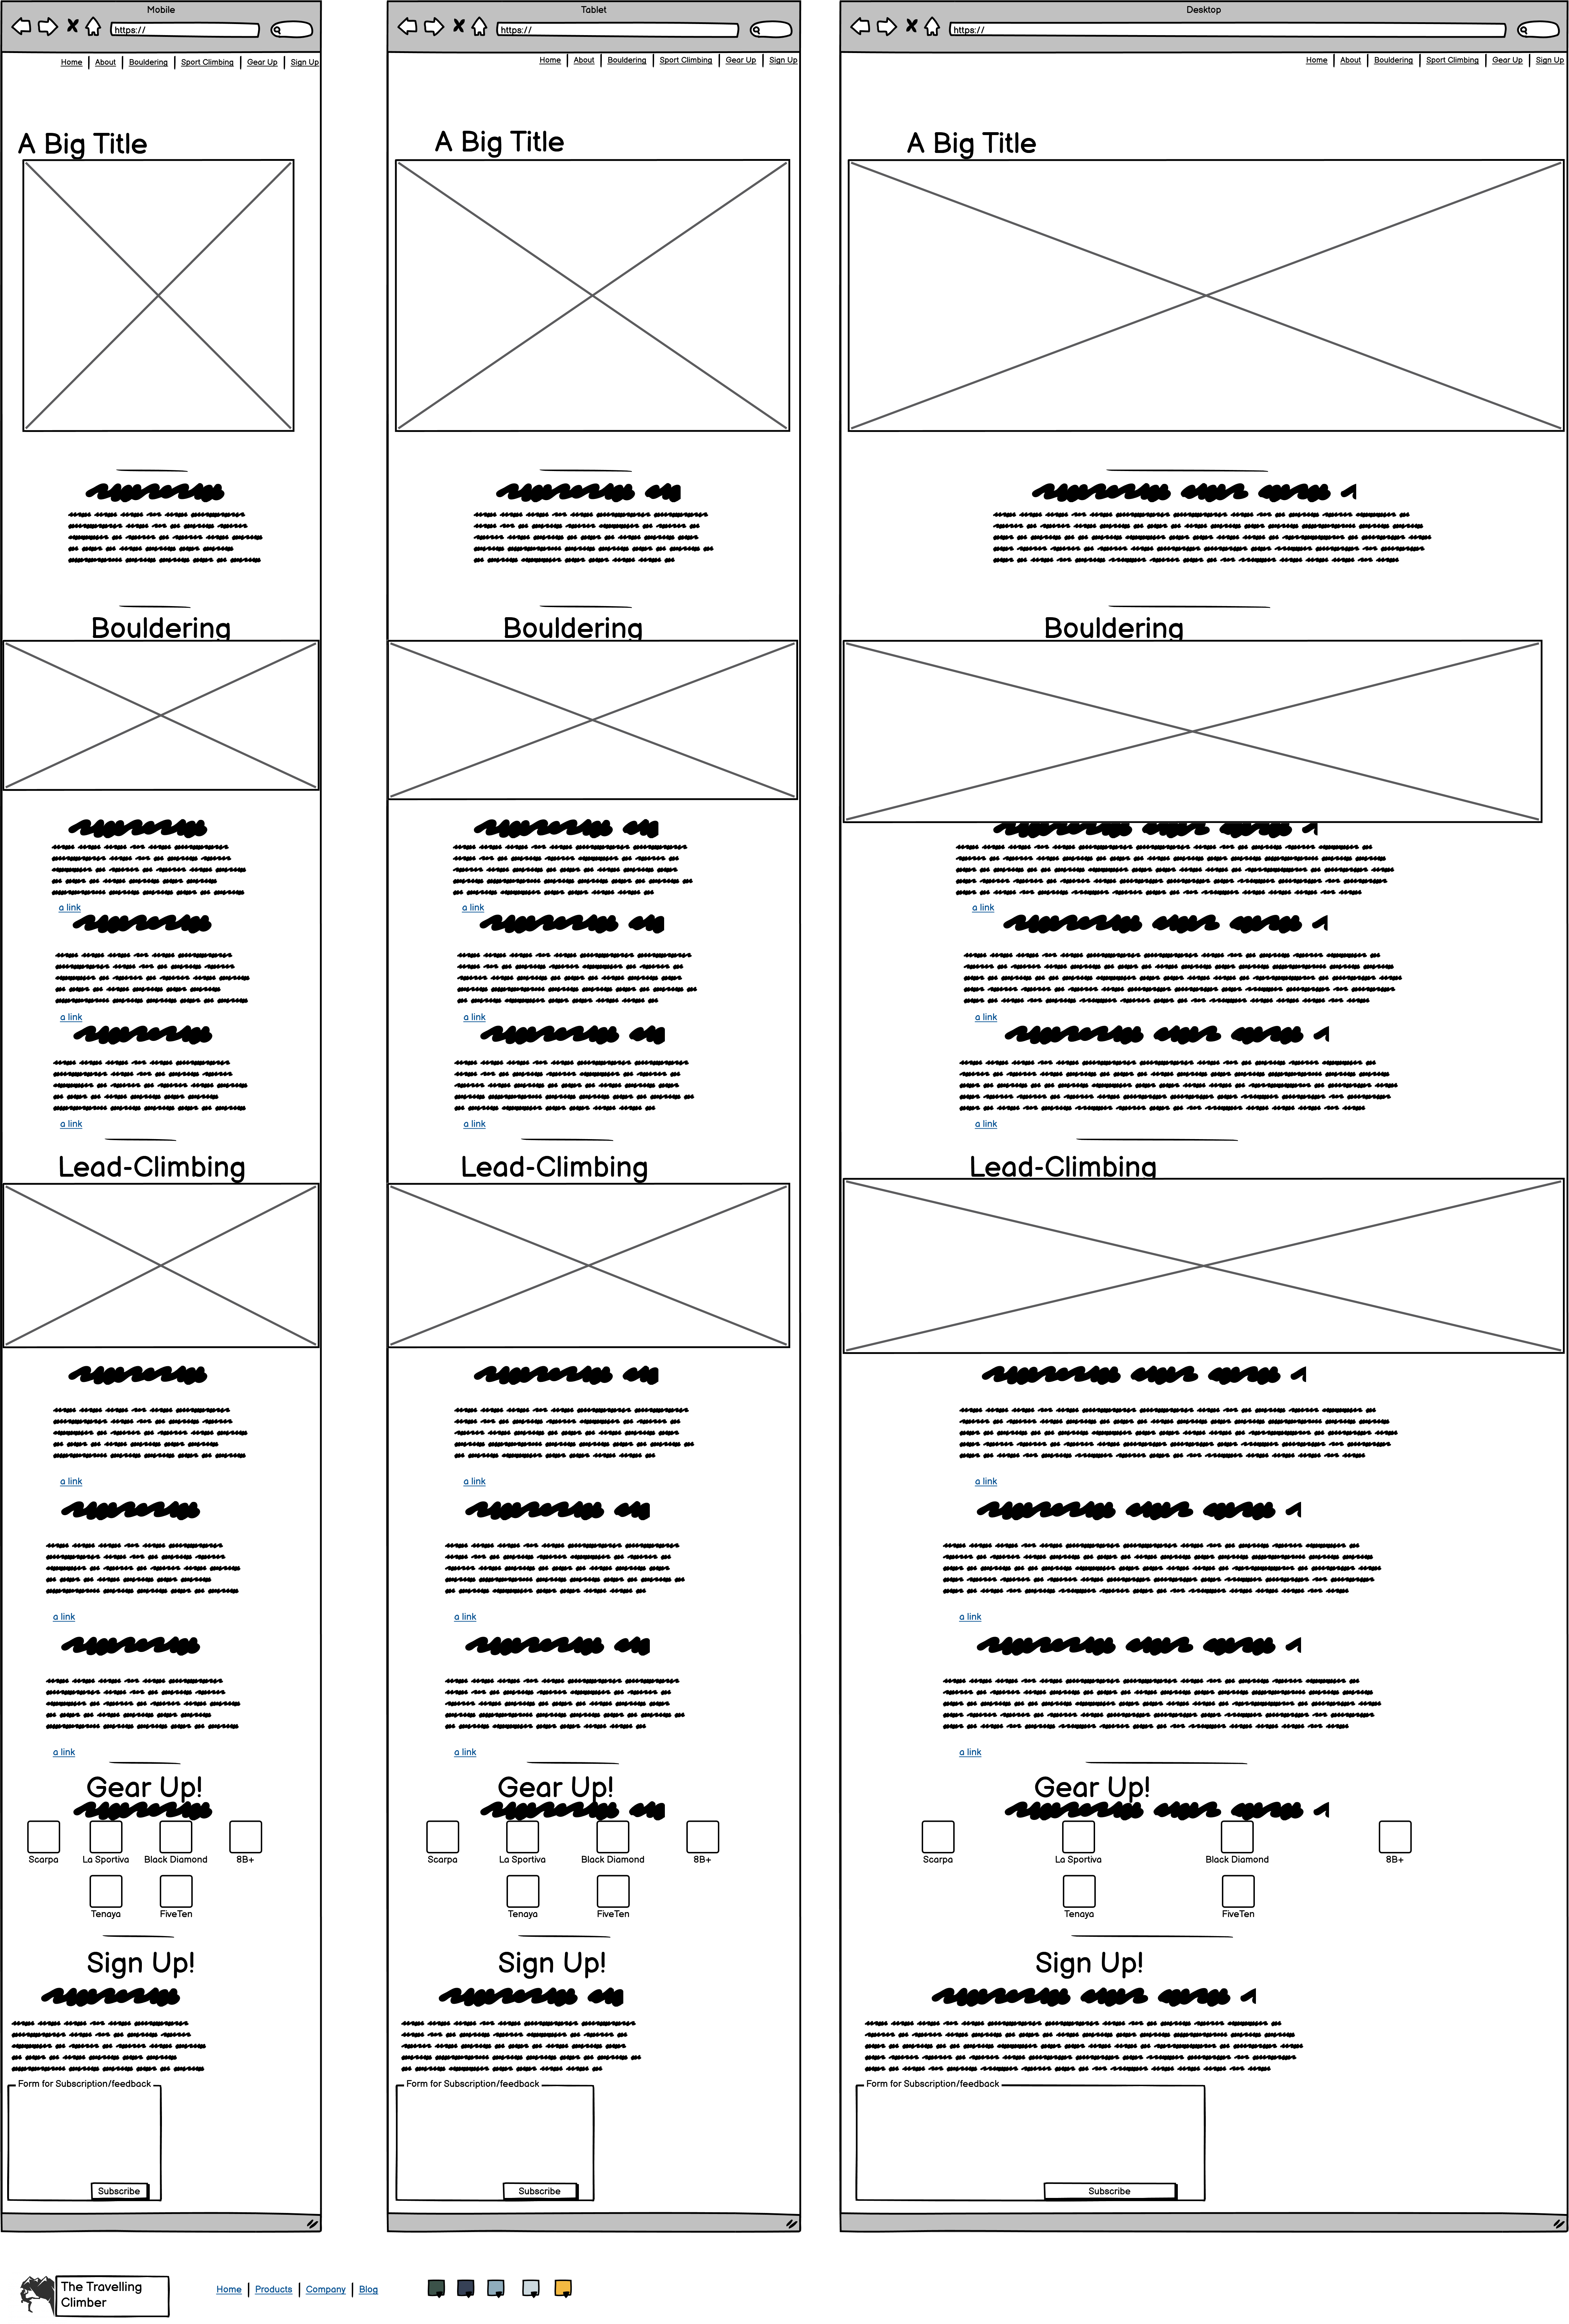 Mobile
https://
Home About Bouldering Sport Climbing Gear Up Sign Up
A Big Title
Bouldering
a link
a link
a link
Lead-Climbing
a link
a link
a link
Gear Up!
Scarpa La Sportiva Black Diamond 8B+
Tenaya FiveTen
Sign Up!
Form for Subscription/feedback
Subscribe
Tablet
https://
Home About Bouldering Sport Climbing Gear Up Sign Up
A Big Title
Bouldering
a link
a link
a link
Lead-Climbing
a link
a link
a link
Gear Up!
Scarpa La Sportiva Black Diamond 8B+
Tenaya FiveTen
Sign Up!
Form for Subscription/feedback
Subscribe
Desktop
https://
Home About Bouldering Sport Climbing Gear Up Sign Up
A Big Title
Bouldering
a link
a link
a link
Lead-Climbing
a link
a link
a link
Gear Up!
Scarpa La Sportiva Black Diamond 8B+
Tenaya FiveTen
Sign Up!
Form for Subscription/feedback
Subscribe
The Travelling
Climber
Home Products Company Blog